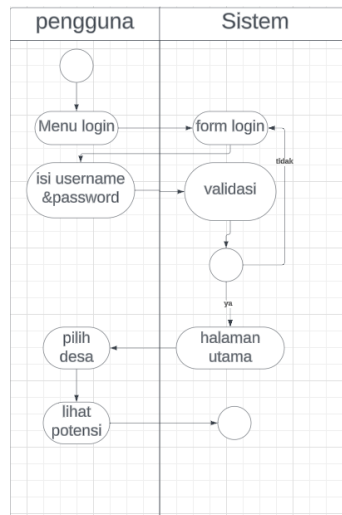 pengguna
Sistem
Menu login
form login
tidak
isi username
&password
validasi
ya
pilih
desa
halaman
utama
lihat
potensi